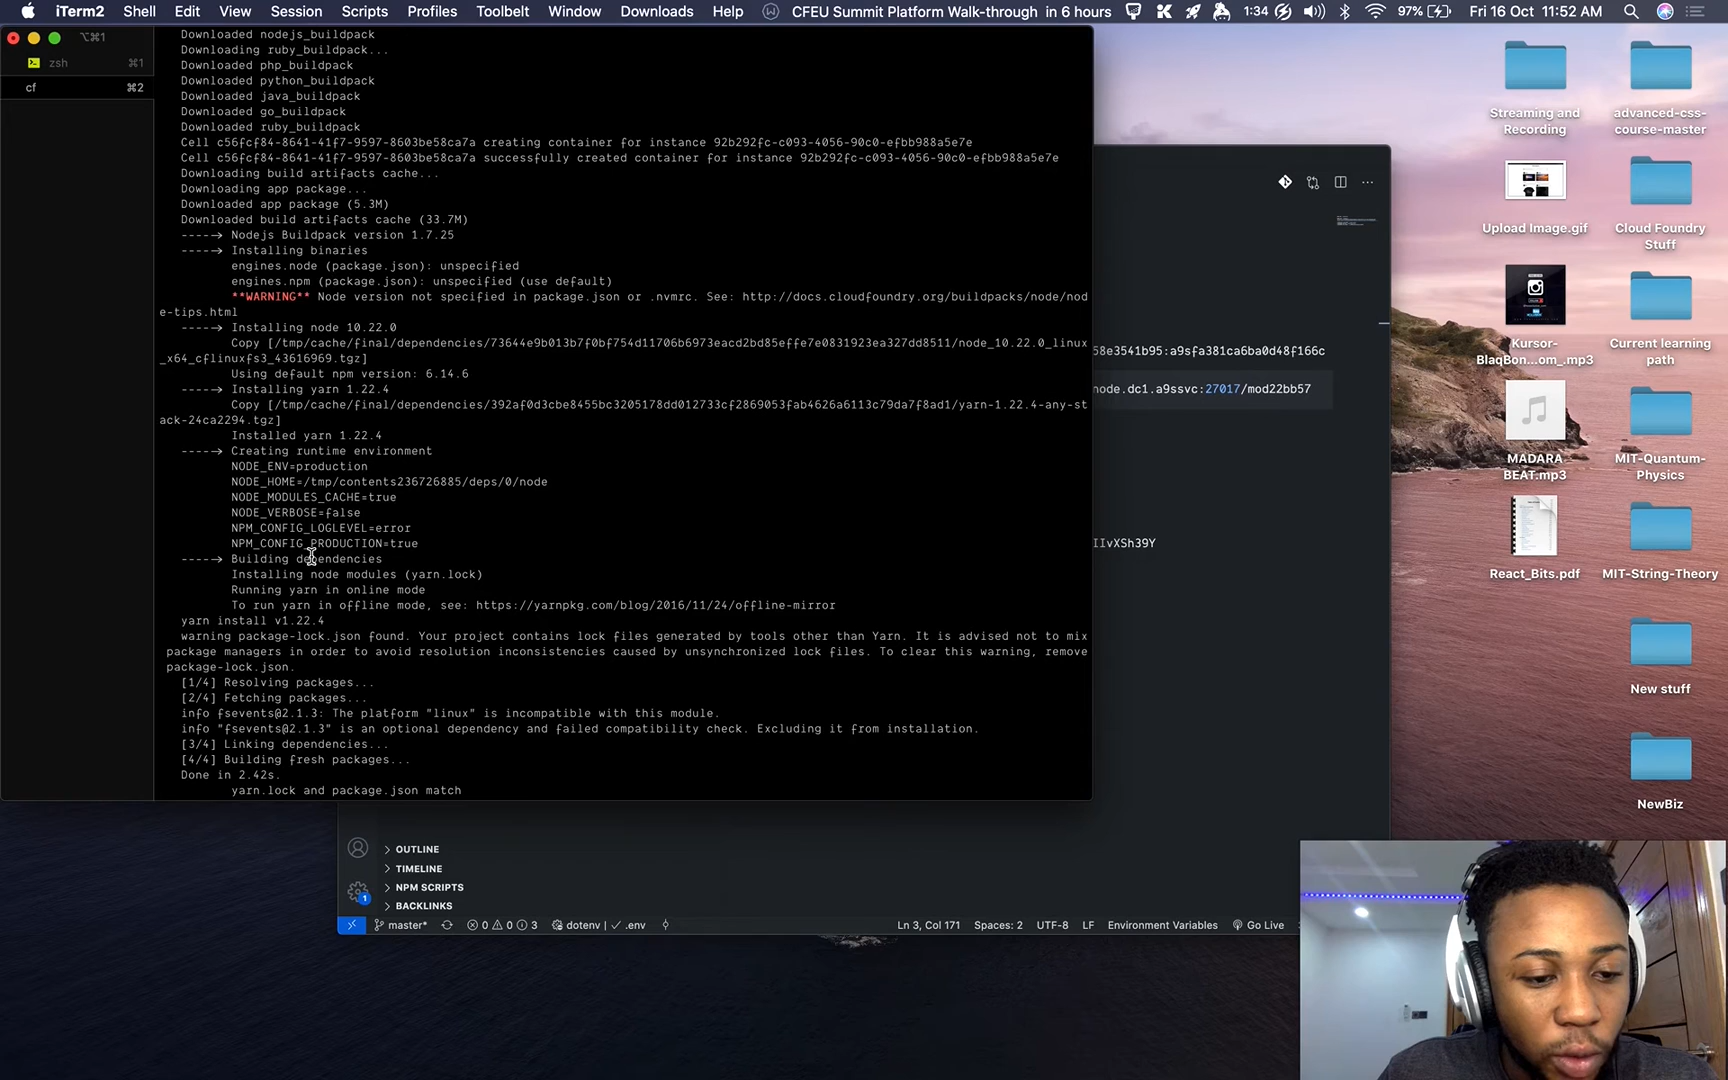 iTerm2 Shell Edit View Session Scripts Profiles Toolbelt Window Downloads Help CFEU Summit Platform Walk-through in 6 hours 1:34 97% Fri 16 Oct 11:52 AM
⌥⌘1
zsh ⌘1
cf ⌘2
Downloaded nodejs_buildpack
Downloading ruby_buildpack...
Downloaded php_buildpack
Downloaded python_buildpack
Downloaded java_buildpack
Downloaded go_buildpack
Downloaded ruby_buildpack
Cell c56fcf84-8641-41f7-9597-8603be58ca7a creating container for instance 92b292fc-c093-4056-90c0-efbb988a5e7e
Cell c56fcf84-8641-41f7-9597-8603be58ca7a successfully created container for instance 92b292fc-c093-4056-90c0-efbb988a5e7e
Downloading build artifacts cache...
Downloading app package...
Downloaded app package (5.3M)
Downloaded build artifacts cache (33.7M)
-----> Nodejs Buildpack version 1.7.25
-----> Installing binaries
engines.node (package.json): unspecified
engines.npm (package.json): unspecified (use default)
**WARNING** Node version not specified in package.json or .nvmrc. See: http://docs.cloudfoundry.org/buildpacks/node/nod
e-tips.html
-----> Installing node 10.22.0
Copy [/tmp/cache/final/dependencies/73644e9b013b7f0bf754d11706b6973eacd2bd85effe7e0831923ea327dd8511/node_10.22.0_linux
_x64_cflinuxfs3_43616969.tgz]
Using default npm version: 6.14.6
-----> Installing yarn 1.22.4
Copy [/tmp/cache/final/dependencies/392af0d3cbe8455bc3205178dd012733cf2869053fab4626a6113c79da7f8ad1/yarn-1.22.4-any-st
ack-24ca2294.tgz]
Installed yarn 1.22.4
-----> Creating runtime environment
NODE_ENV=production
NODE_HOME=/tmp/contents236726885/deps/0/node
NODE_MODULES_CACHE=true
NODE_VERBOSE=false
NPM_CONFIG_LOGLEVEL=error
NPM_CONFIG_PRODUCTION=true
-----> Building dependencies
Installing node modules (yarn.lock)
Running yarn in online mode
To run yarn in offline mode, see: https://yarnpkg.com/blog/2016/11/24/offline-mirror
yarn install v1.22.4
warning package-lock.json found. Your project contains lock files generated by tools other than Yarn. It is advised not to mix
package managers in order to avoid resolution inconsistencies caused by unsynchronized lock files. To clear this warning, remove
package-lock.json.
[1/4] Resolving packages...
[2/4] Fetching packages...
info fsevents@2.1.3: The platform "linux" is incompatible with this module.
info "fsevents@2.1.3" is an optional dependency and failed compatibility check. Excluding it from installation.
[3/4] Linking dependencies...
[4/4] Building fresh packages...
Done in 2.42s.
yarn.lock and package.json match
58e3541b95:a9sfa381ca6ba0d48f166c
node.dc1.a9ssvc:27017/mod22bb57
IIvXSh39Y
OUTLINE
TIMELINE
NPM SCRIPTS
BACKLINKS
1
master* 0 0 3 dotenv | ✓ .env Ln 3, Col 171 Spaces: 2 UTF-8 LF Environment Variables Go Live
Streaming and
Recording
advanced-css-
course-master
Upload Image.gif
Cloud Foundry
Stuff
Kursor-
BlaqBon...om_.mp3
Current learning
path
MADARA
BEAT.mp3
MIT-Quantum-
Physics
React_Bits.pdf
MIT-String-Theory
New stuff
NewBiz